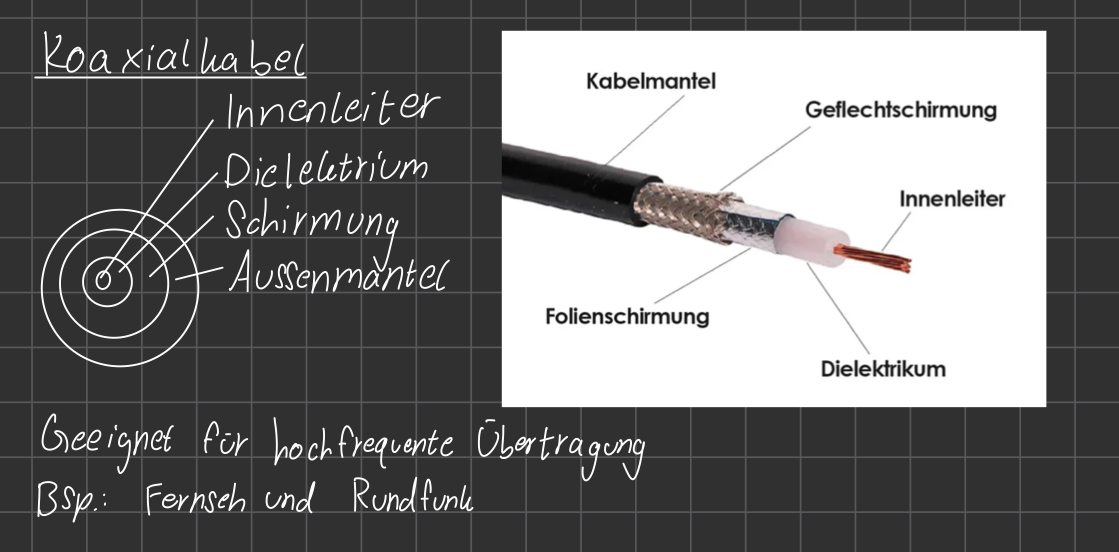 Koaxialkabel
Innenleiter
Dielektrium
Schirmung
Aussenmantel
Kabelmantel
Geflechtschirmung
Innenleiter
Folienschirmung
Dielektrikum
Geeignet für hochfrequente Übertragung
Bsp.: Fernseh und Rundfunk